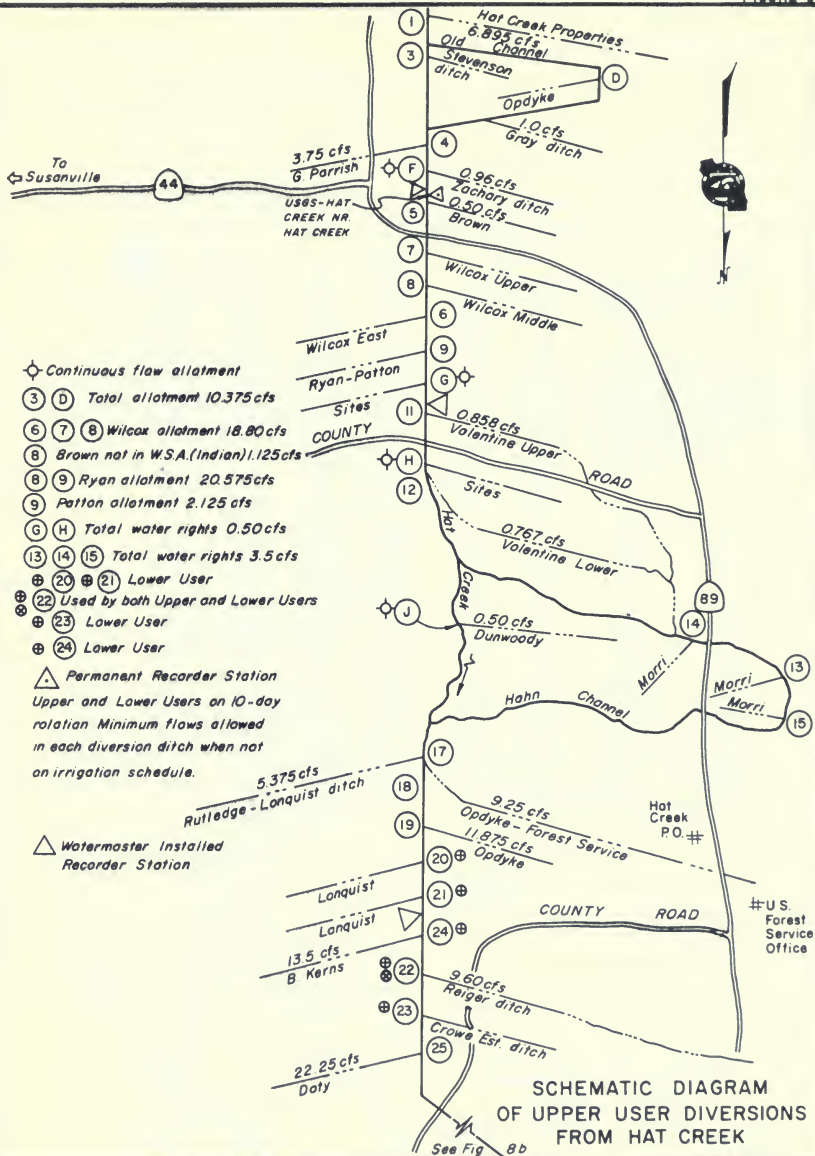 1
Hat Creek Properties
6.895 cfs
Old Channel
3
Stevenson
ditch
D
Opdyke
1.0 cfs
Gray ditch
4
3.75 cfs
G. Parrish
To
Susanville
44
F
0.96 cfs
Zachary ditch
USGS-HAT
CREEK NR.
HAT CREEK
5
0.50 cfs
Brown
7
Wilcox Upper
8
Wilcox Middle
6
Wilcox East
9
Ryan-Patton
G
Sites
11
0.858 cfs
Valentine Upper
COUNTY ROAD
H
Sites
12
Hat Creek
0.767 cfs
Valentine Lower
89
14
J
0.50 cfs
Dunwoody
Morri
13
Morri
Morri
15
Hahn Channel
17
5.375 cfs
Rutledge-Lonquist ditch
18
9.25 cfs
Opdyke-Forest Service
Hat
Creek
P.O.
19
11.875 cfs
Opdyke
20
Lonquist
21
Lonquist
24
COUNTY ROAD
U.S.
Forest
Service
Office
13.5 cfs
B. Kerns
22
9.60 cfs
Reiger ditch
23
Crowe Est. ditch
25
22.25 cfs
Doty
See Fig 8b
N
Continuous flow allotment
3 D Total allotment 10.375 cfs
6 7 8 Wilcox allotment 18.80 cfs
8 Brown not in W.S.A.(Indian) 1.125 cfs
8 9 Ryan allotment 20.575 cfs
9 Patton allotment 2.125 cfs
G H Total water rights 0.50 cfs
13 14 15 Total water rights 3.5 cfs
20 21 Lower User
22 Used by both Upper and Lower Users
23 Lower User
24 Lower User
Permanent Recorder Station
Upper and Lower Users on 10-day
rotation Minimum flows allowed
in each diversion ditch when not
on irrigation schedule.
Watermaster Installed
Recorder Station
SCHEMATIC DIAGRAM
OF UPPER USER DIVERSIONS
FROM HAT CREEK